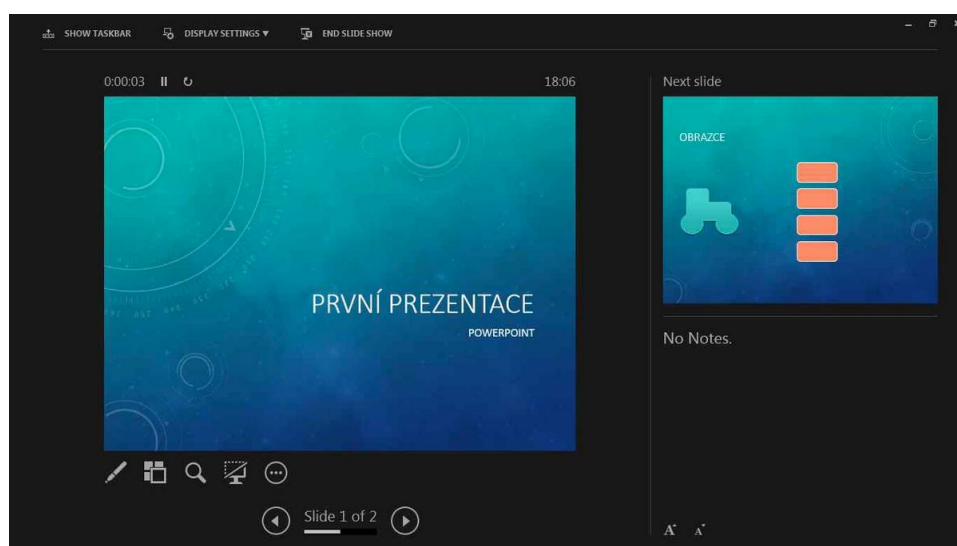 SHOW TASKBAR
DISPLAY SETTINGS ▼
END SLIDE SHOW
0:00:03
18:06
Next slide
PRVNÍ PREZENTACE
POWERPOINT
OBRAZCE
No Notes.
Slide 1 of 2
A A